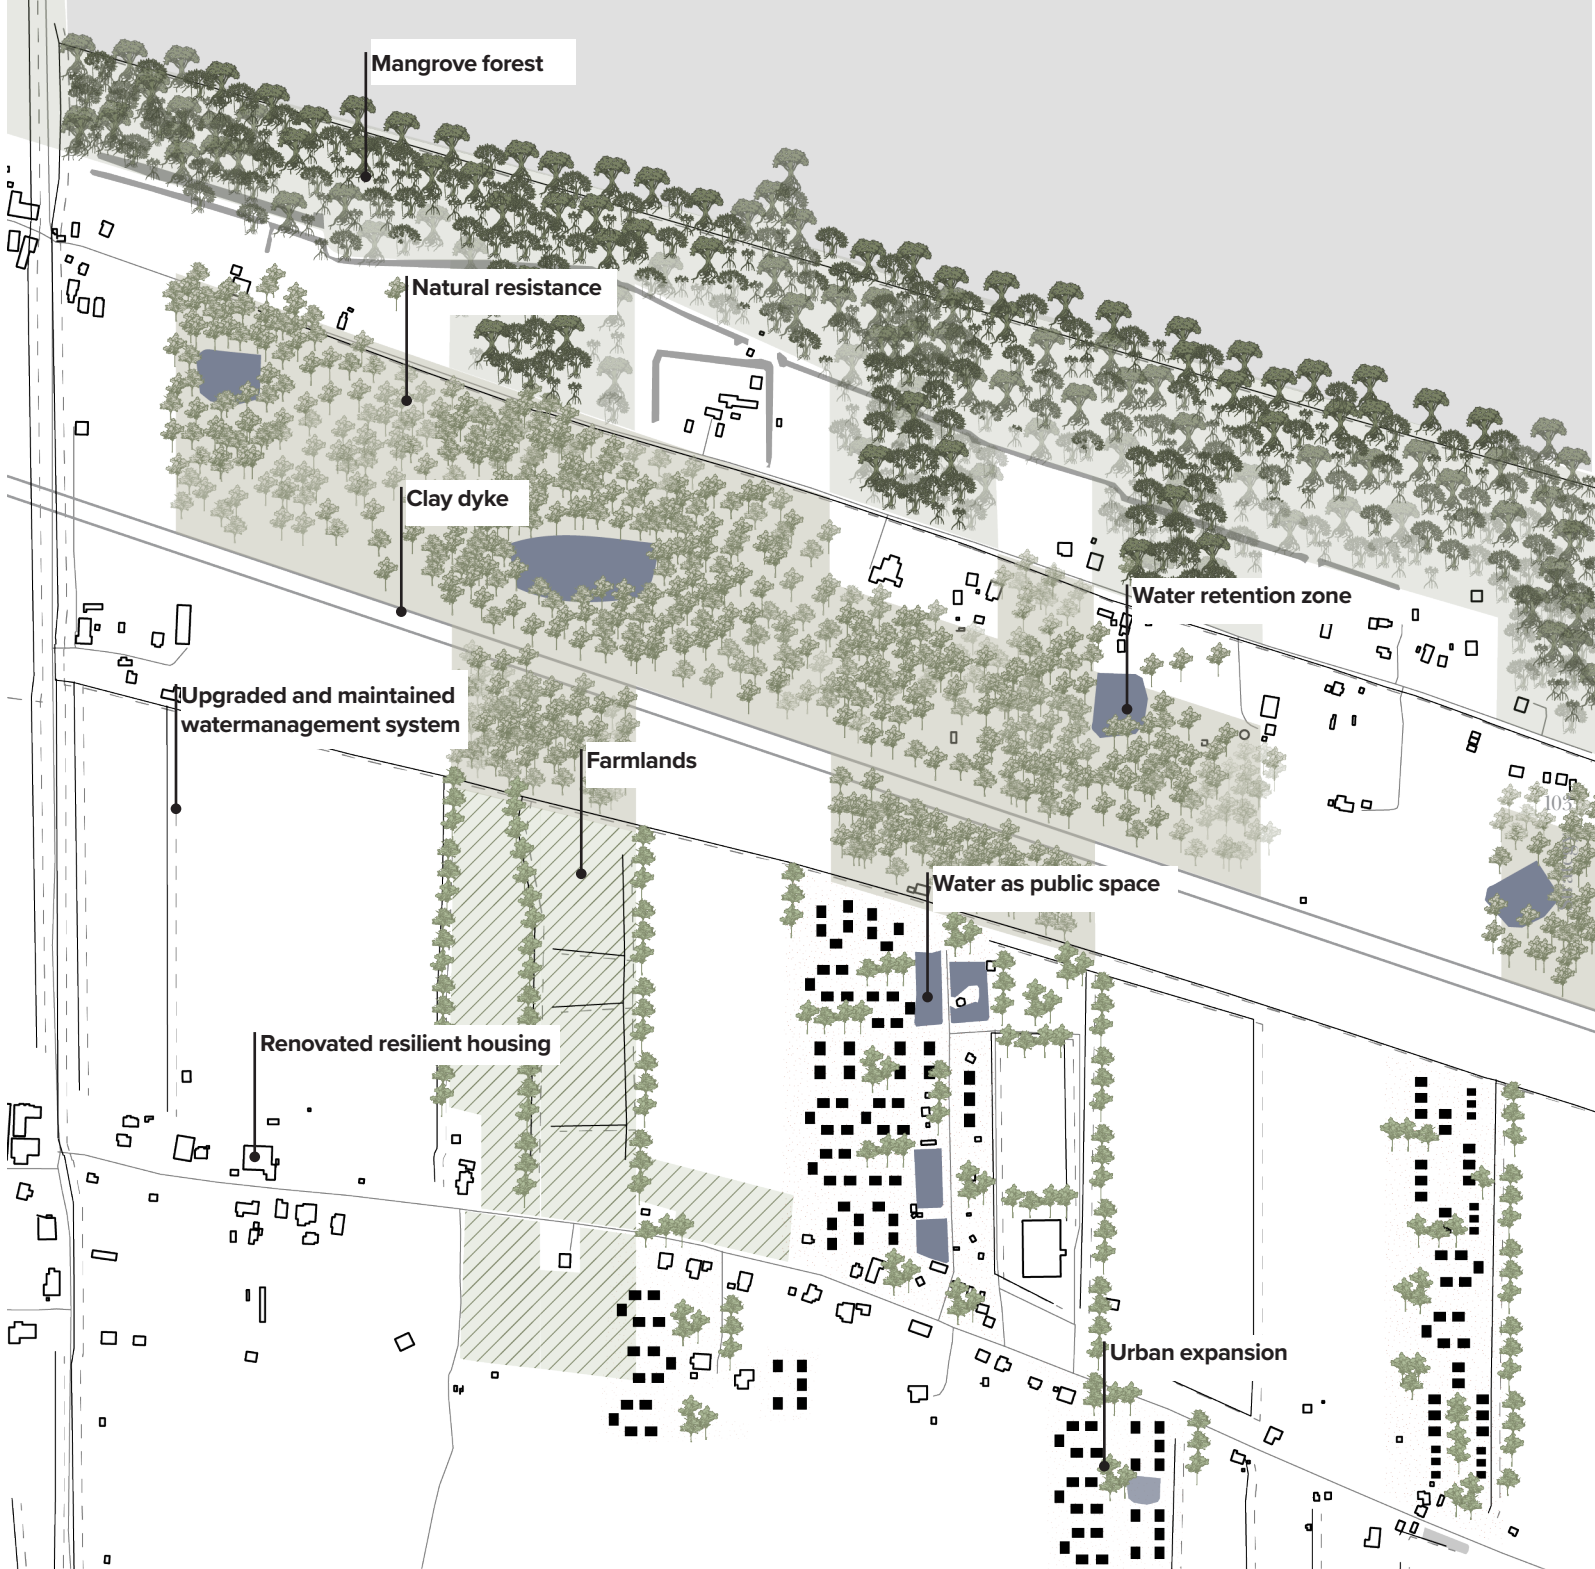 Mangrove forest
Natural resistance
Clay dyke
Water retention zone
Upgraded and maintained
watermanagement system
Farmlands
Water as public space
Renovated resilient housing
Urban expansion